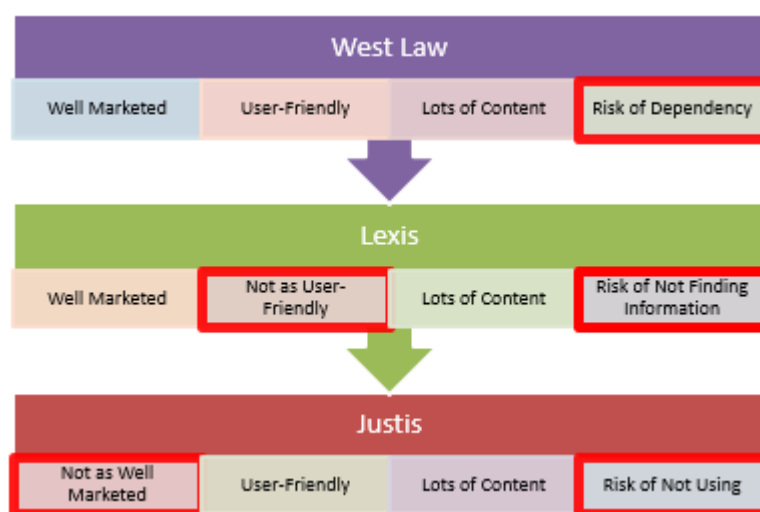 West Law
Well Marketed
User-Friendly
Lots of Content
Risk of Dependency
Lexis
Well Marketed
Not as User-
Friendly
Lots of Content
Risk of Not Finding
Information
Justis
Not as Well
Marketed
User-Friendly
Lots of Content
Risk of Not Using